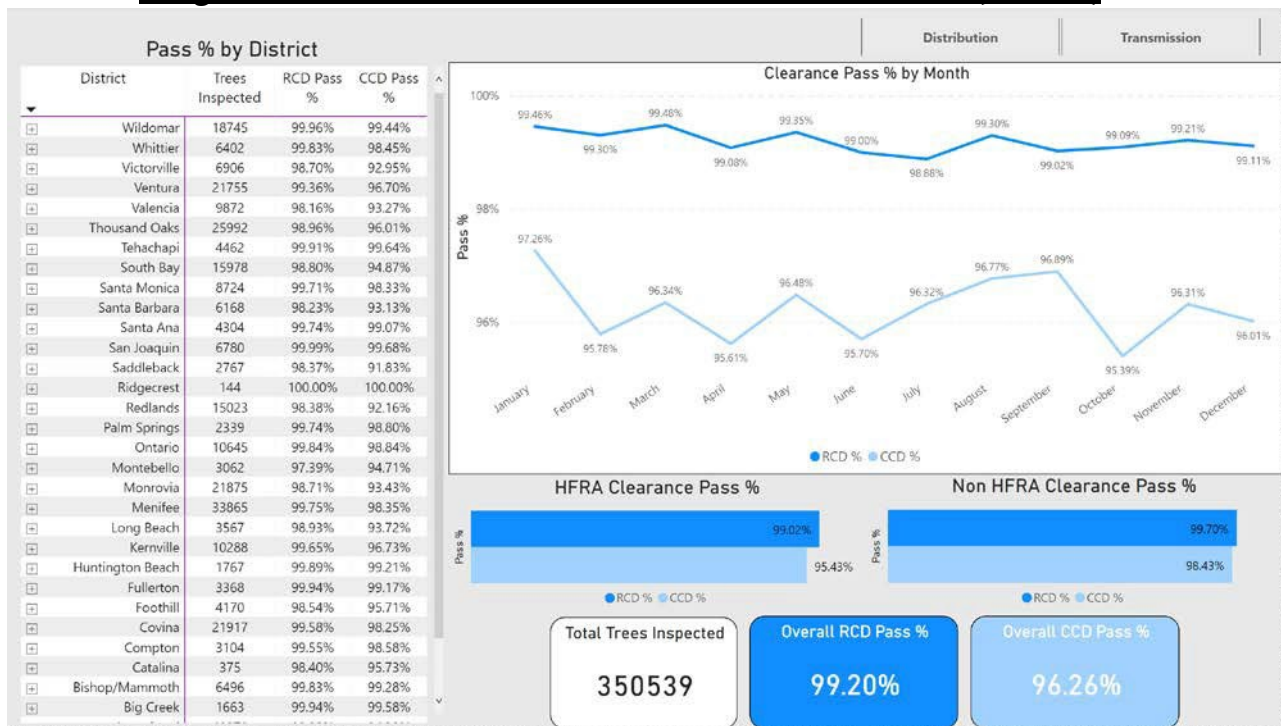 Distribution
Transmission
Pass % by District
District Trees Inspected RCD Pass % CCD Pass %
Wildomar 18745 99.96% 99.44%
Whittier 6402 99.83% 98.45%
Victorville 6906 98.70% 92.95%
Ventura 21755 99.36% 96.70%
Valencia 9872 98.16% 93.27%
Thousand Oaks 25992 98.96% 96.01%
Tehachapi 4462 99.91% 99.64%
South Bay 15978 98.80% 94.87%
Santa Monica 8724 99.71% 98.33%
Santa Barbara 6168 98.23% 93.13%
Santa Ana 4304 99.74% 99.07%
San Joaquin 6780 99.99% 99.68%
Saddleback 2767 98.37% 91.83%
Ridgecrest 144 100.00% 100.00%
Redlands 15023 98.38% 92.16%
Palm Springs 2339 99.74% 98.80%
Ontario 10645 99.84% 98.84%
Montebello 3062 97.39% 94.71%
Monrovia 21875 98.71% 93.43%
Menifee 33865 99.75% 98.35%
Long Beach 3567 98.93% 93.72%
Kernville 10288 99.65% 96.73%
Huntington Beach 1767 99.89% 99.21%
Fullerton 3368 99.94% 99.17%
Foothill 4170 98.54% 95.71%
Covina 21917 99.58% 98.25%
Compton 3104 99.55% 98.58%
Catalina 375 98.40% 95.73%
Bishop/Mammoth 6496 99.83% 99.28%
Big Creek 1663 99.94% 99.58%
Clearance Pass % by Month
Pass %
100%
98%
96%
99.46% 99.30% 99.48% 99.08% 99.35% 99.00% 98.88% 99.30% 99.02% 99.09% 99.21% 99.11%
97.26% 95.78% 96.34% 95.61% 96.48% 95.70% 96.32% 96.77% 96.89% 95.39% 96.31% 96.01%
January February March April May June July August September October November December
RCD % CCD %
HFRA Clearance Pass %
Pass %
99.02%
95.43%
RCD % CCD %
Non HFRA Clearance Pass %
Pass %
99.70%
98.43%
RCD % CCD %
Total Trees Inspected
350539
Overall RCD Pass %
99.20%
Overall CCD Pass %
96.26%